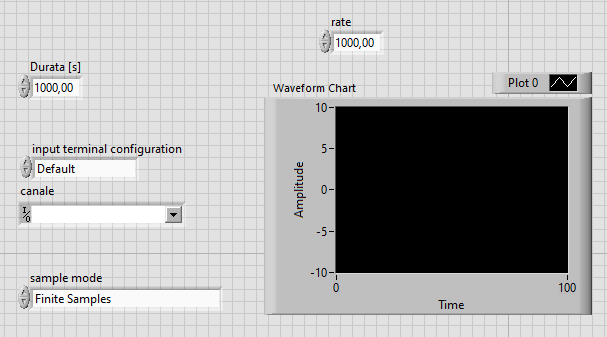 rate
1000,00
Durata [s]
1000,00
Plot 0
Waveform Chart
input terminal configuration
Default
canale
I/0
sample mode
Finite Samples
10
5
0
-5
-10
Amplitude
0
100
Time